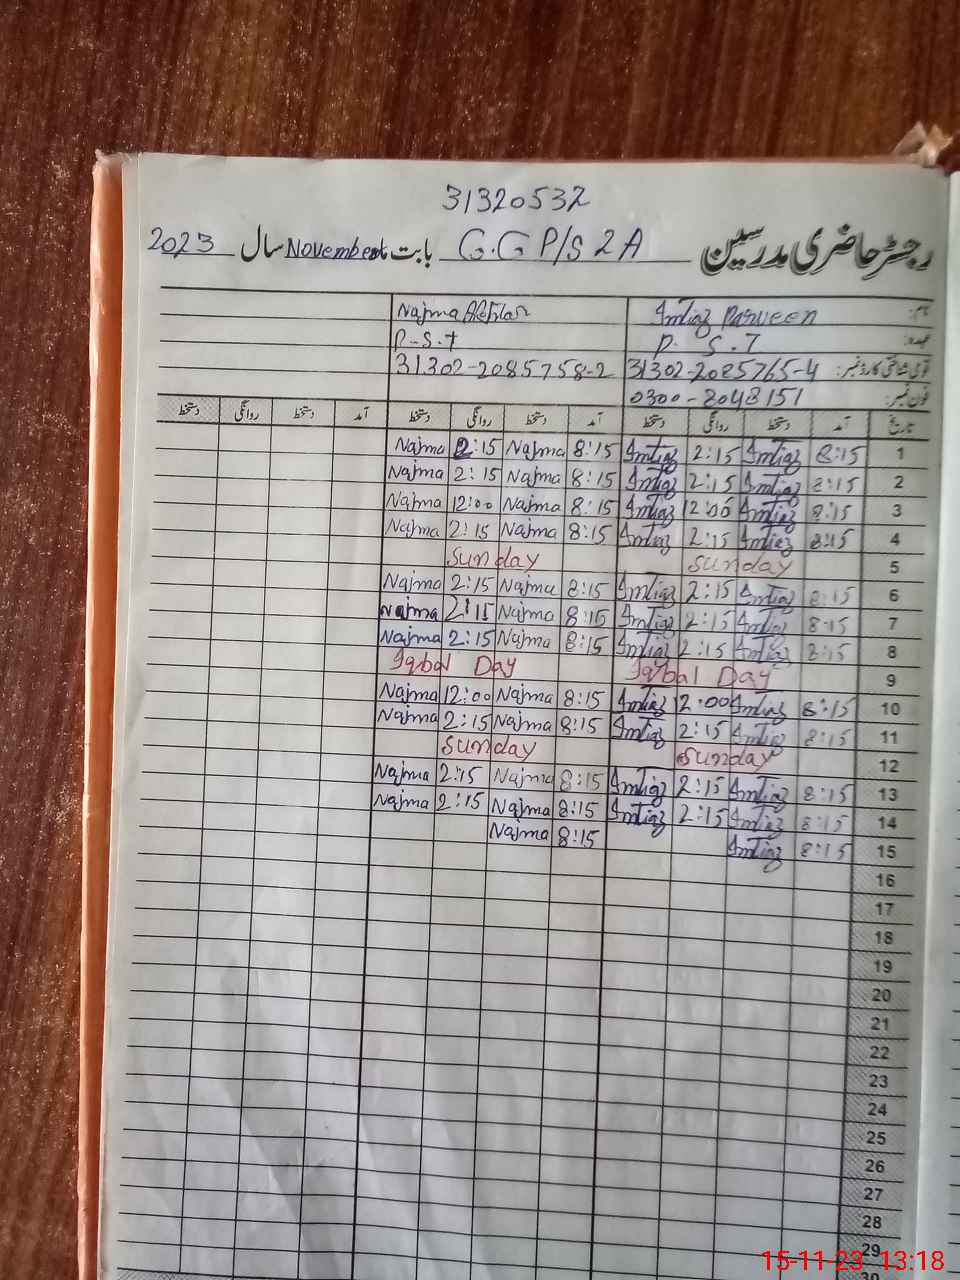 31320532
رجسٹر حاضری مدرسین G.G P/S 2A بابت ماہ November سال 2023
نام: Imtiaz Parveen Najma Akhtar
عہدہ: P.S.T P-S-T
قومی شناختی کارڈ نمبر: 31302-2085765-4 31302-2085758-2
فون نمبر: 0300-2048151
تاریخ آمد دستخط روانگی دستخط آمد دستخط روانگی دستخط آمد دستخط روانگی دستخط
1 8:15 Imtiaz 2:15 Imtiaz 8:15 Najma 2:15 Najma
2 8:15 Imtiaz 2:15 Imtiaz 8:15 Najma 2:15 Najma
3 8:15 Imtiaz 12:00 Imtiaz 8:15 Najma 12:00 Najma
4 8:15 Imtiaz 2:15 Imtiaz 8:15 Najma 2:15 Najma
5 Sunday Sunday
6 8:15 Imtiaz 2:15 Imtiaz 8:15 Najma 2:15 Najma
7 8:15 Imtiaz 2:15 Imtiaz 8:15 Najma 2:15 Najma
8 8:15 Imtiaz 2:15 Imtiaz 8:15 Najma 2:15 Najma
9 Iqbal Day Iqbal Day
10 8:15 Imtiaz 12:00 Imtiaz 8:15 Najma 12:00 Najma
11 8:15 Imtiaz 2:15 Imtiaz 8:15 Najma 2:15 Najma
12 Sunday Sunday
13 8:15 Imtiaz 2:15 Imtiaz 8:15 Najma 2:15 Najma
14 8:15 Imtiaz 2:15 Imtiaz 8:15 Najma 2:15 Najma
15 8:15 Imtiaz 8:15 Najma
16
17
18
19
20
21
22
23
24
25
26
27
28
29
30
15-11-23 13:18